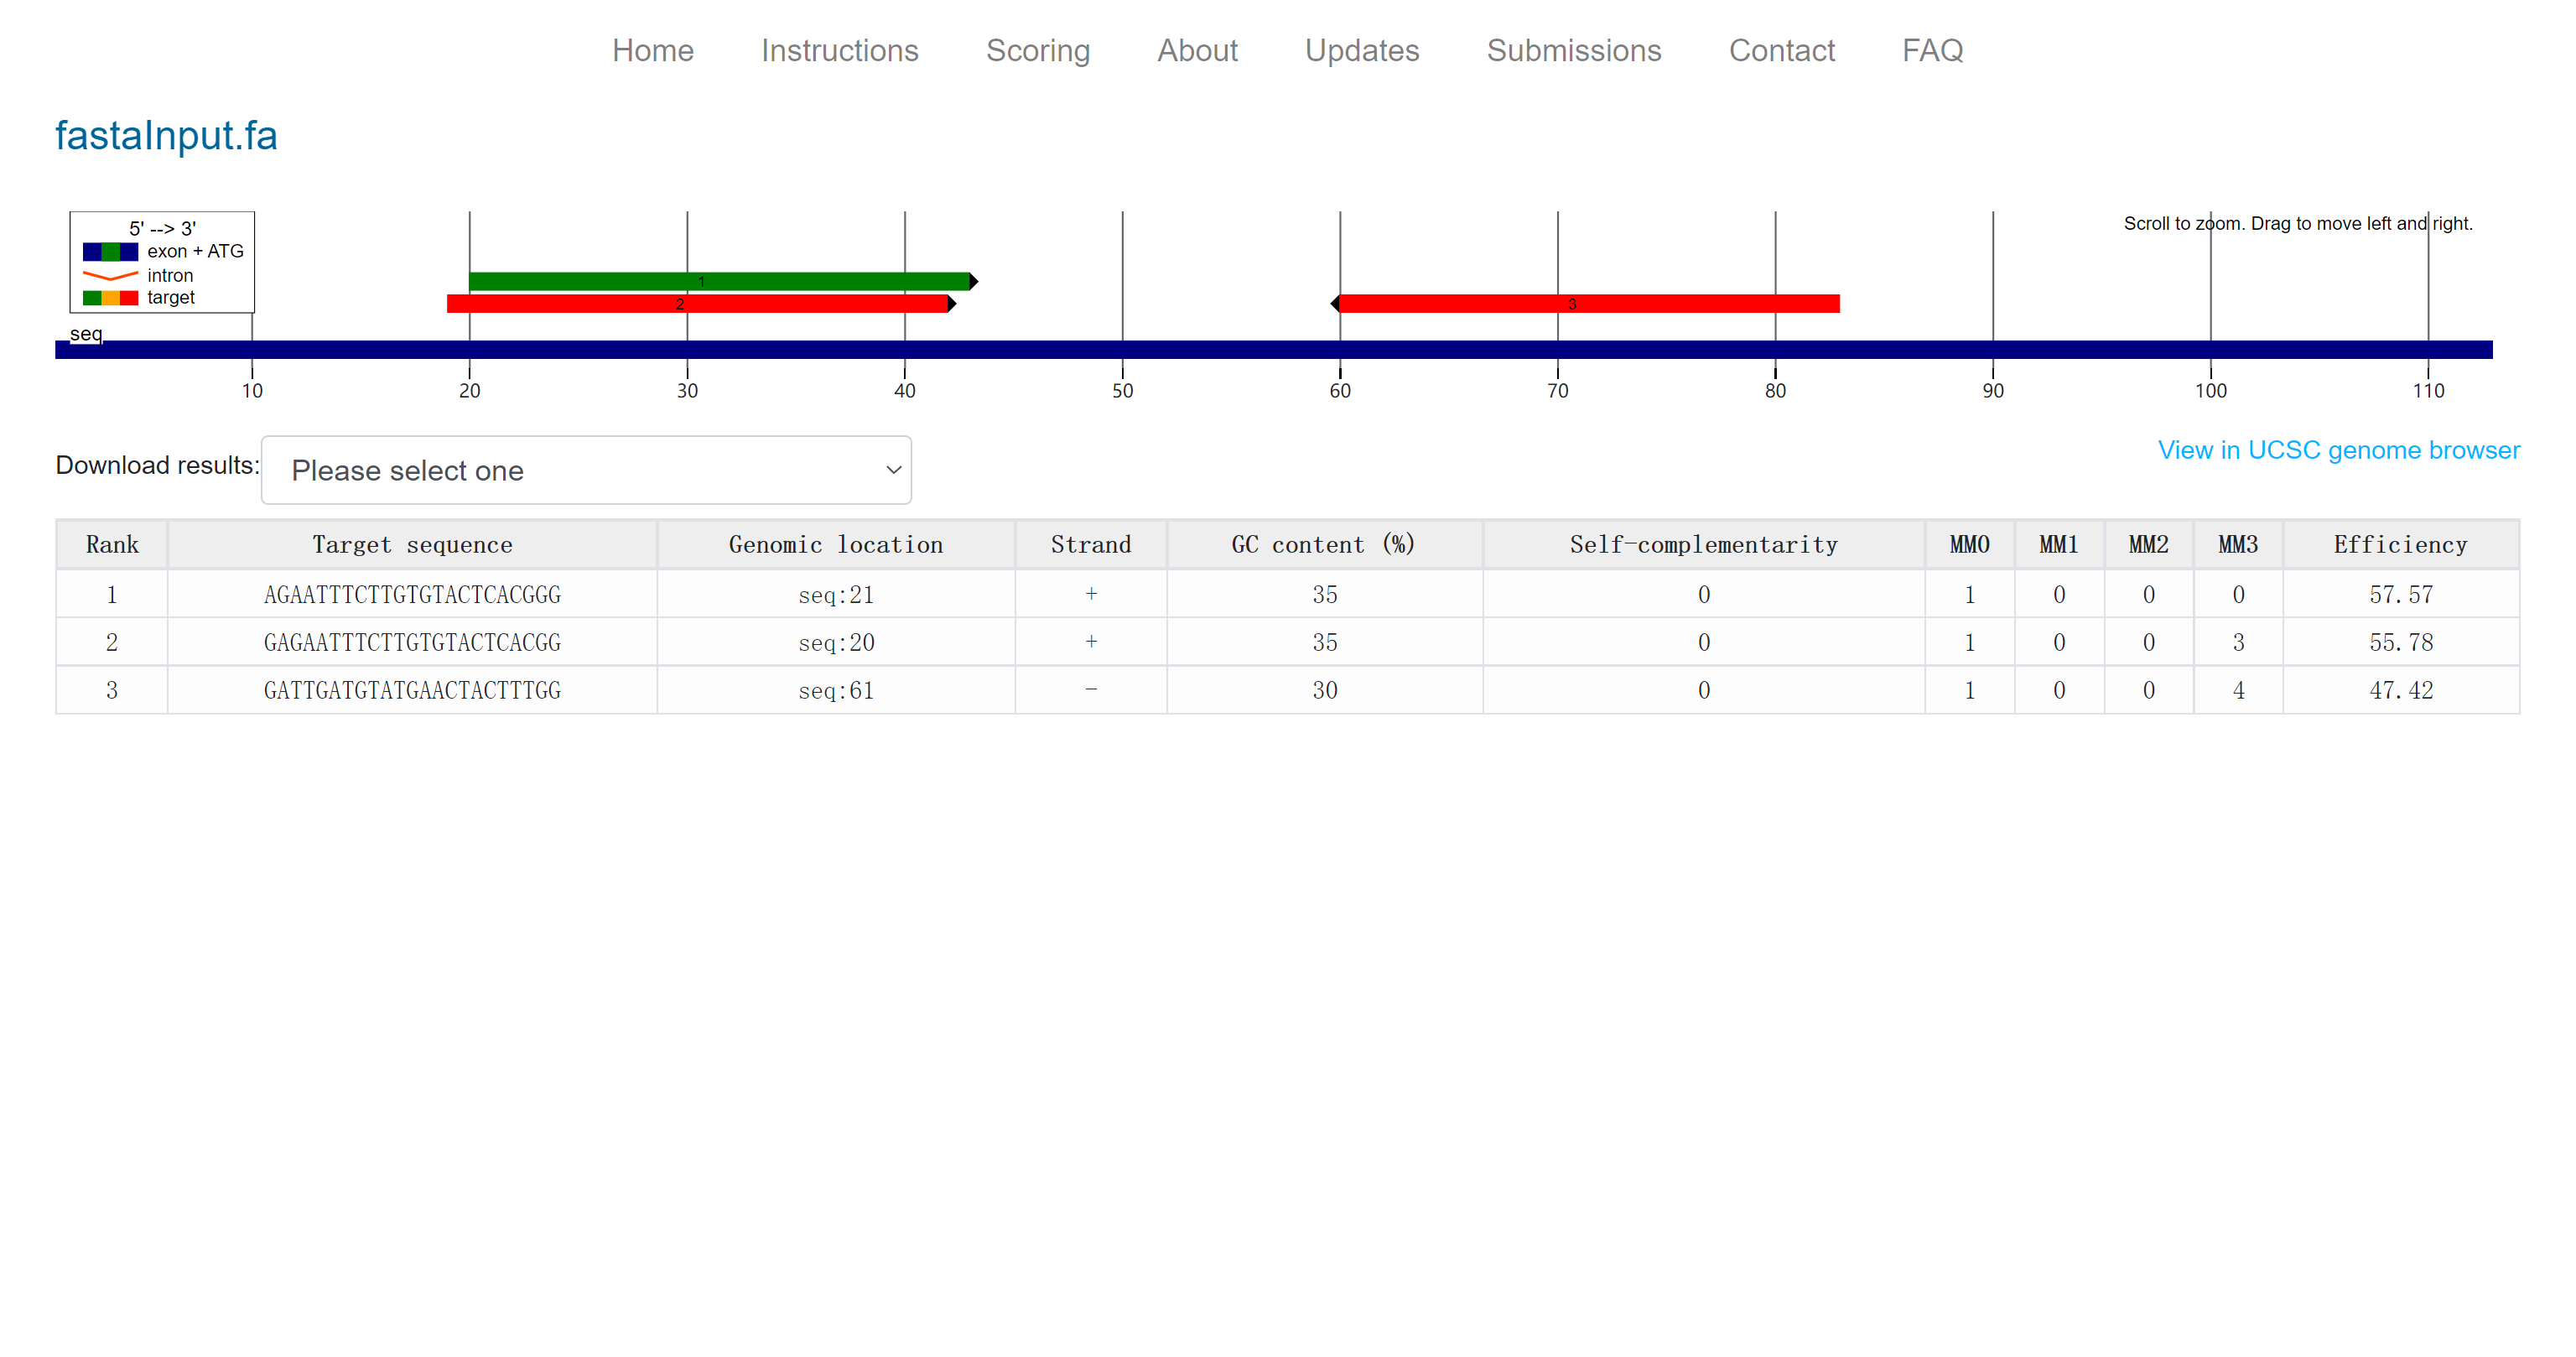 Home Instructions Scoring About Updates Submissions Contact FAQ
fastaInput.fa
5' --> 3'
exon + ATG
intron
target
Scroll to zoom. Drag to move left and right.
1
2
3
seq
10 20 30 40 50 60 70 80 90 100 110
Download results: Please select one
View in UCSC genome browser
Rank Target sequence Genomic location Strand GC content (%) Self-complementarity MM0 MM1 MM2 MM3 Efficiency
1 AGAATTTCTTGTGTACTCACGGG seq:21 + 35 0 1 0 0 0 57.57
2 GAGAATTTCTTGTGTACTCACGG seq:20 + 35 0 1 0 0 3 55.78
3 GATTGATGTATGAACTACTTTGG seq:61 - 30 0 1 0 0 4 47.42